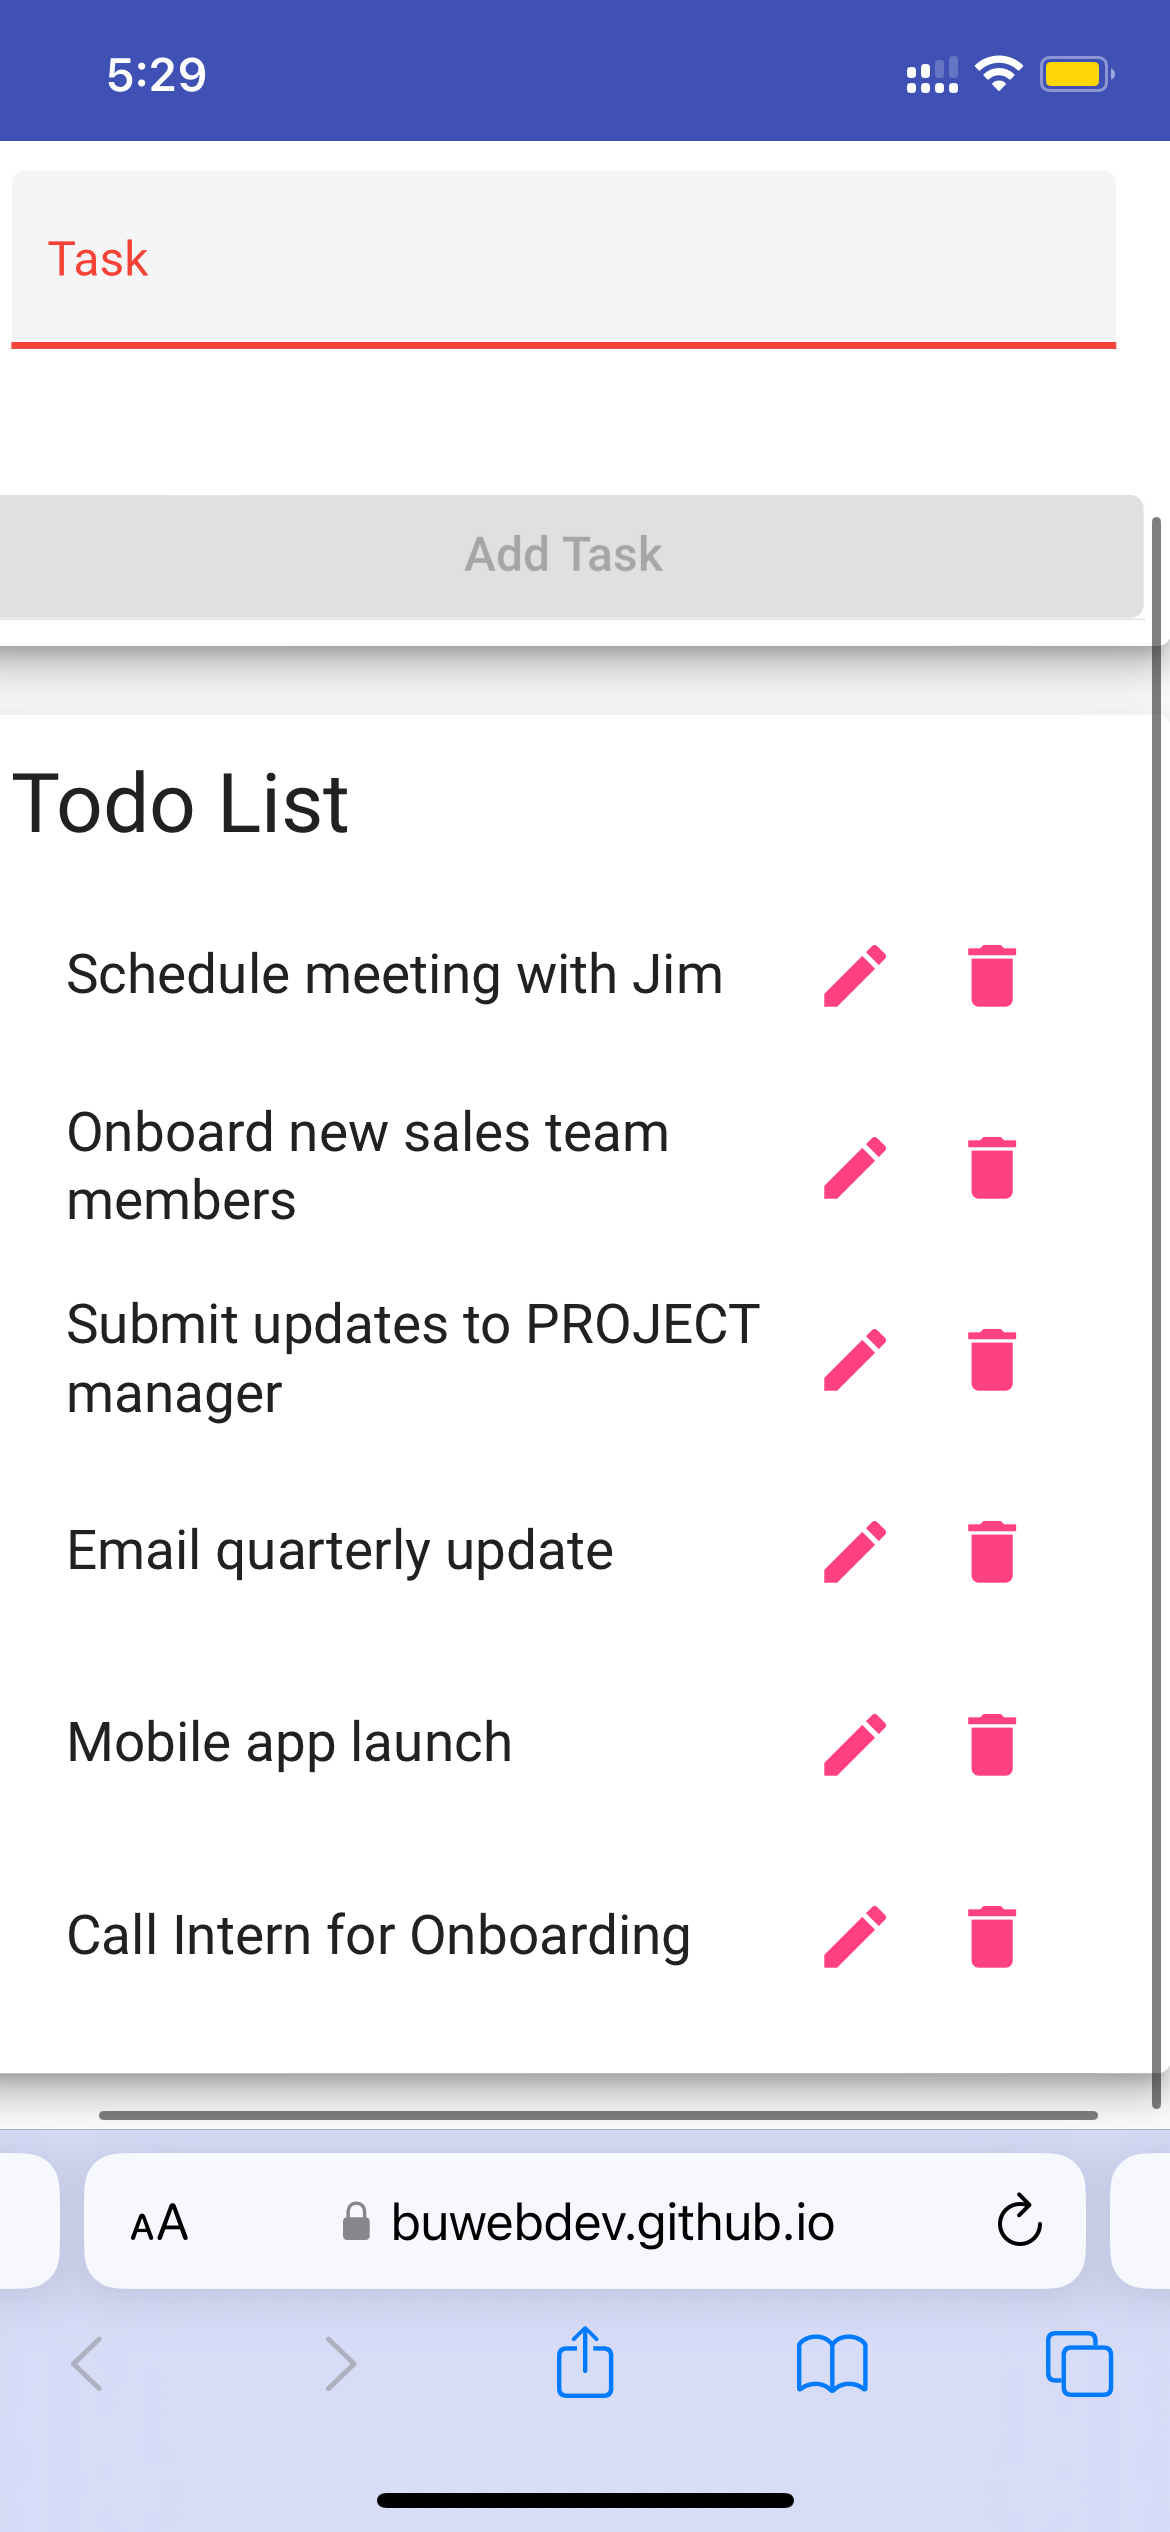 5:29
Task
Add Task
Todo List
Schedule meeting with Jim
Onboard new sales team
members
Submit updates to PROJECT
manager
Email quarterly update
Mobile app launch
Call Intern for Onboarding
AA buwebdev.github.io